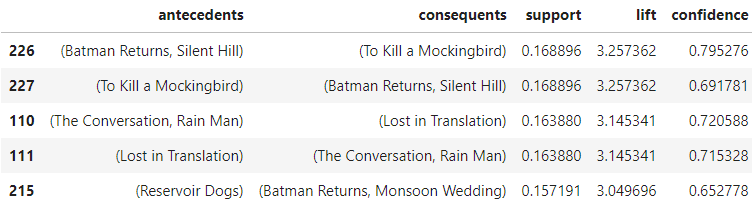 antecedents consequents support lift confidence
226 (Batman Returns, Silent Hill) (To Kill a Mockingbird) 0.168896 3.257362 0.795276
227 (To Kill a Mockingbird) (Batman Returns, Silent Hill) 0.168896 3.257362 0.691781
110 (The Conversation, Rain Man) (Lost in Translation) 0.163880 3.145341 0.720588
111 (Lost in Translation) (The Conversation, Rain Man) 0.163880 3.145341 0.715328
215 (Reservoir Dogs) (Batman Returns, Monsoon Wedding) 0.157191 3.049696 0.652778